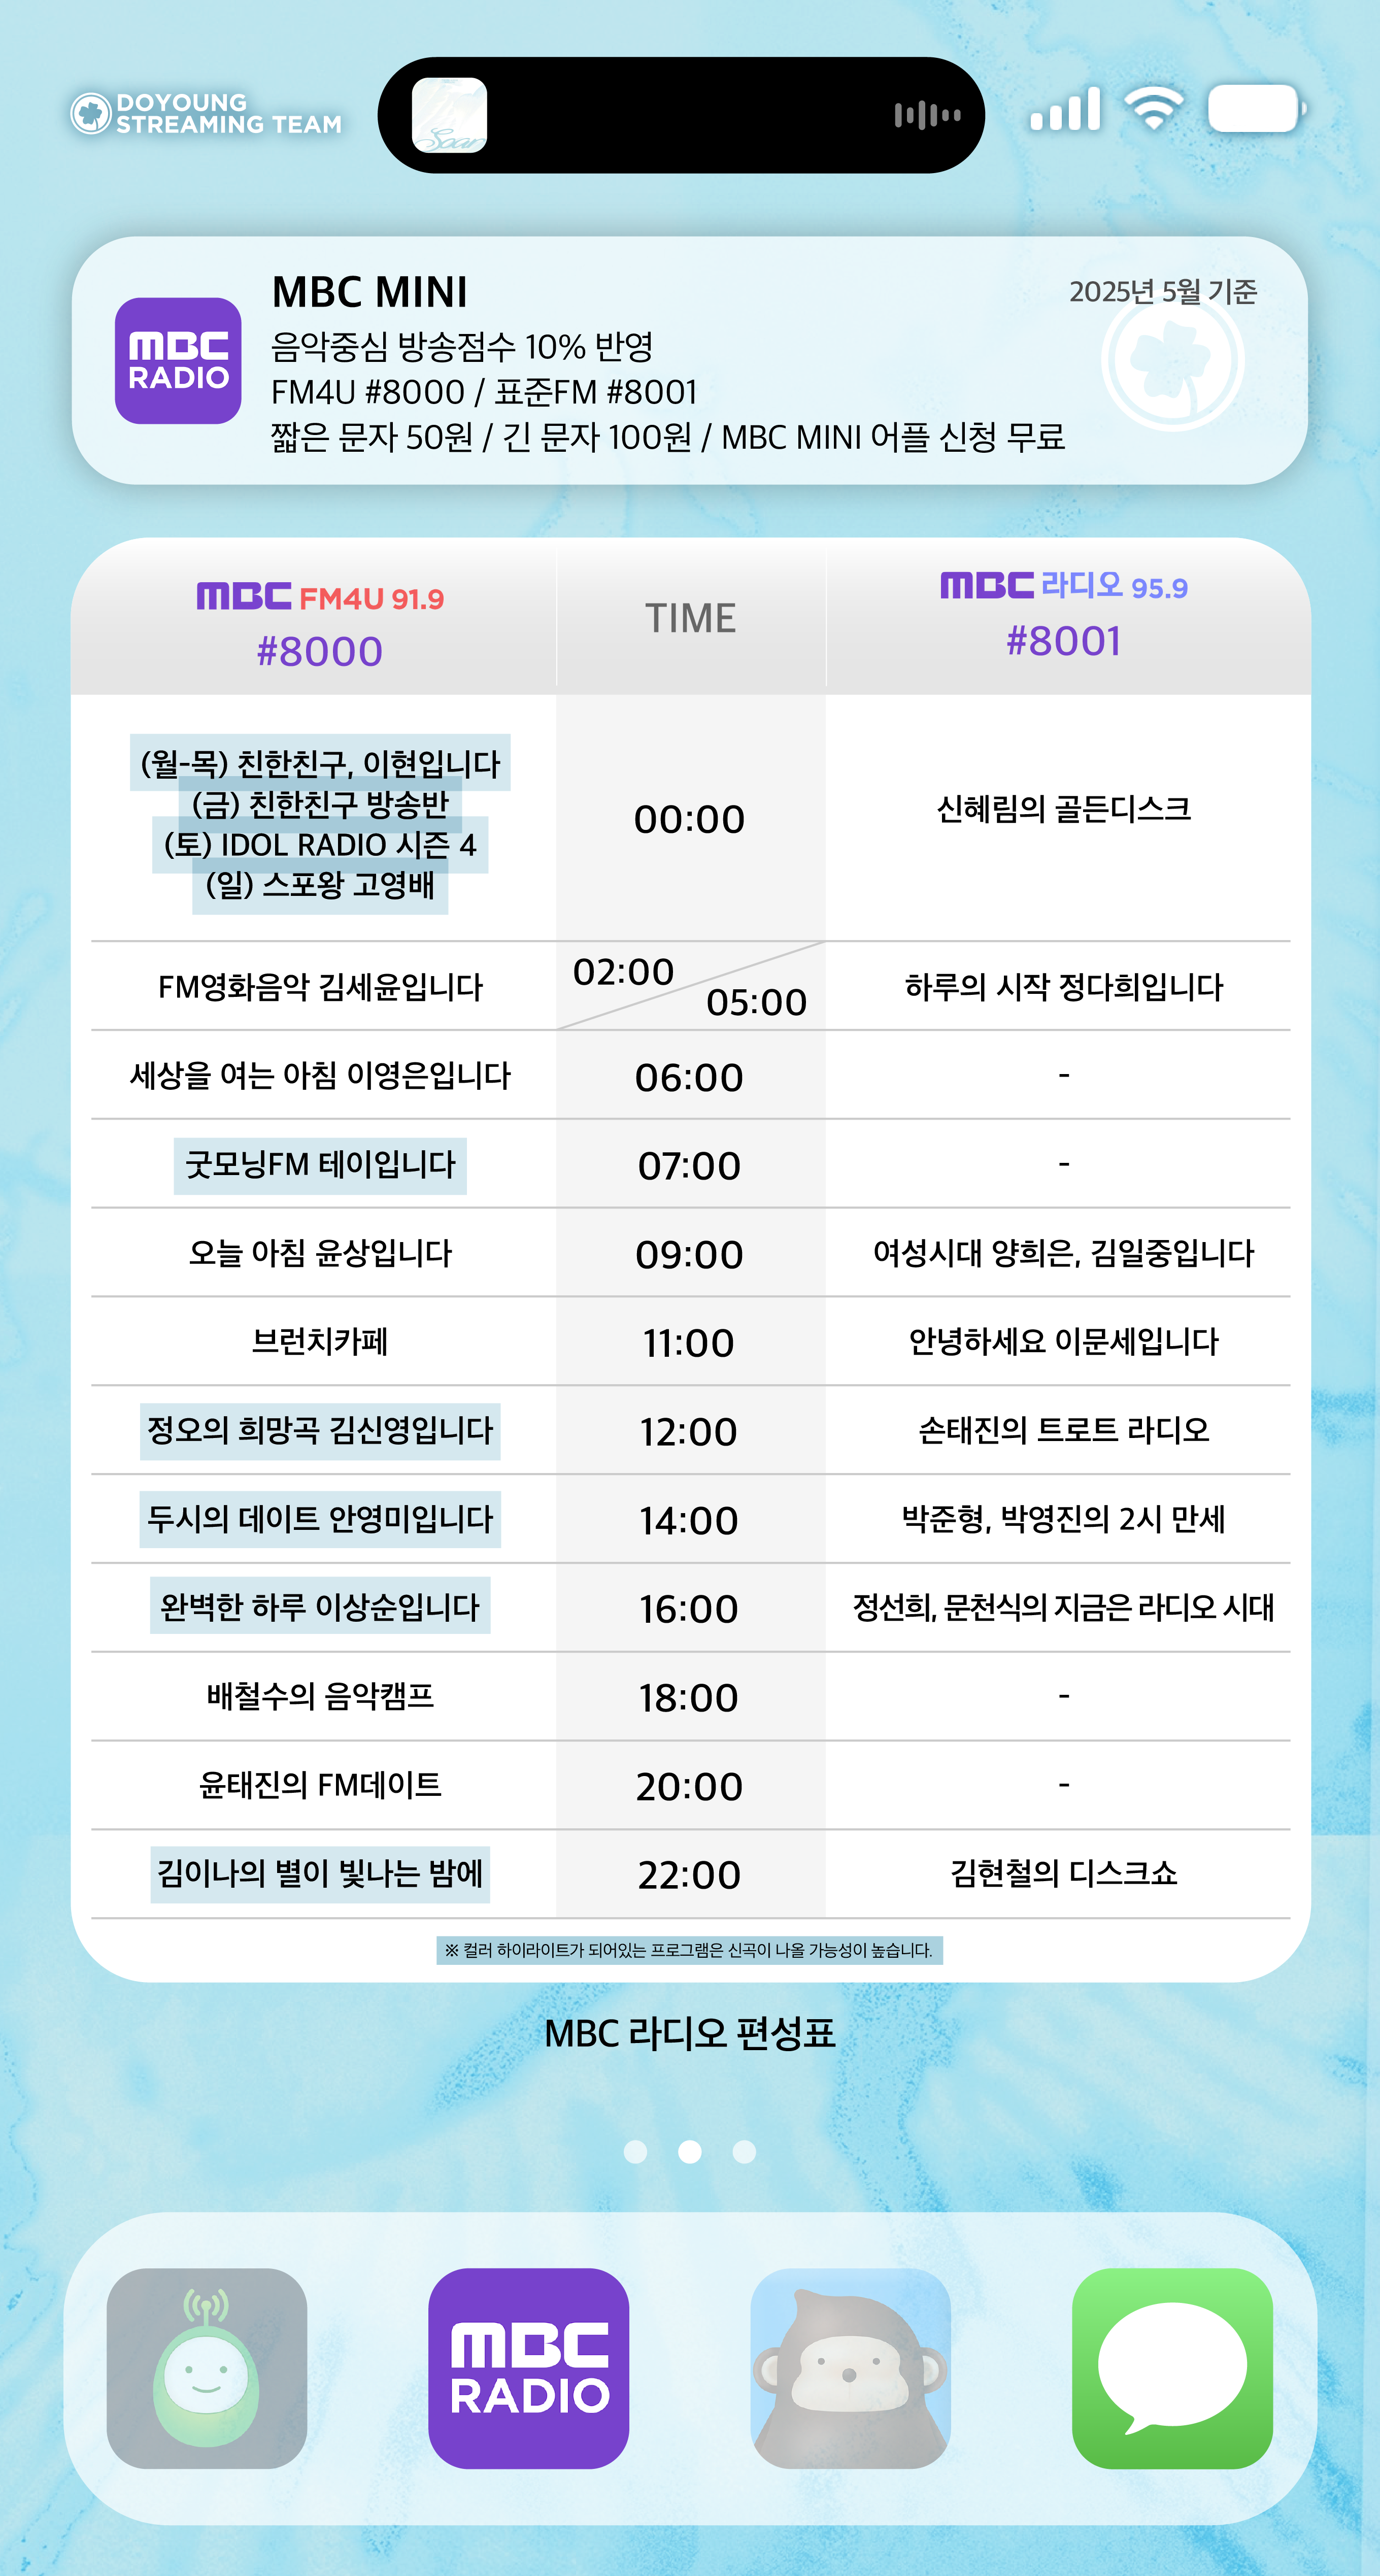 DOYOUNG
STREAMING TEAM
Soar
MBC MINI
2025년 5월 기준
음악중심 방송점수 10% 반영
FM4U #8000 / 표준FM #8001
짧은 문자 50원 / 긴 문자 100원 / MBC MINI 어플 신청 무료
MBC
RADIO
MBC FM4U 91.9
#8000
TIME
MBC 라디오 95.9
#8001
(월-목) 친한친구, 이현입니다
(금) 친한친구 방송반
(토) IDOL RADIO 시즌 4
(일) 스포왕 고영배
00:00
신혜림의 골든디스크
FM영화음악 김세윤입니다
02:00
05:00
하루의 시작 정다희입니다
세상을 여는 아침 이영은입니다
06:00
-
굿모닝FM 테이입니다
07:00
-
오늘 아침 윤상입니다
09:00
여성시대 양희은, 김일중입니다
브런치카페
11:00
안녕하세요 이문세입니다
정오의 희망곡 김신영입니다
12:00
손태진의 트로트 라디오
두시의 데이트 안영미입니다
14:00
박준형, 박영진의 2시 만세
완벽한 하루 이상순입니다
16:00
정선희, 문천식의 지금은 라디오 시대
배철수의 음악캠프
18:00
-
윤태진의 FM데이트
20:00
-
김이나의 별이 빛나는 밤에
22:00
김현철의 디스크쇼
※ 컬러 하이라이트가 되어있는 프로그램은 신곡이 나올 가능성이 높습니다.
MBC 라디오 편성표
MBC
RADIO